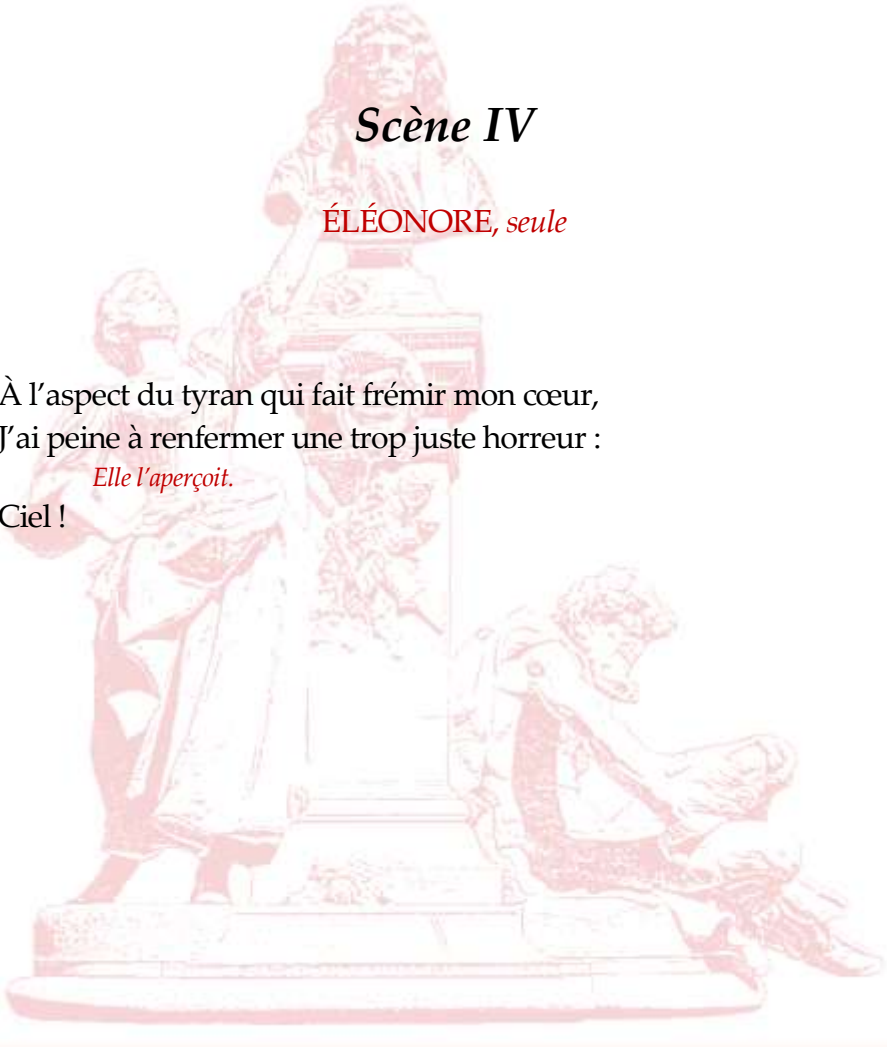 Scène IV
ÉLÉONORE, seule
À l’aspect du tyran qui fait frémir mon cœur,
J’ai peine à renfermer une trop juste horreur :
Elle l’aperçoit.
Ciel !